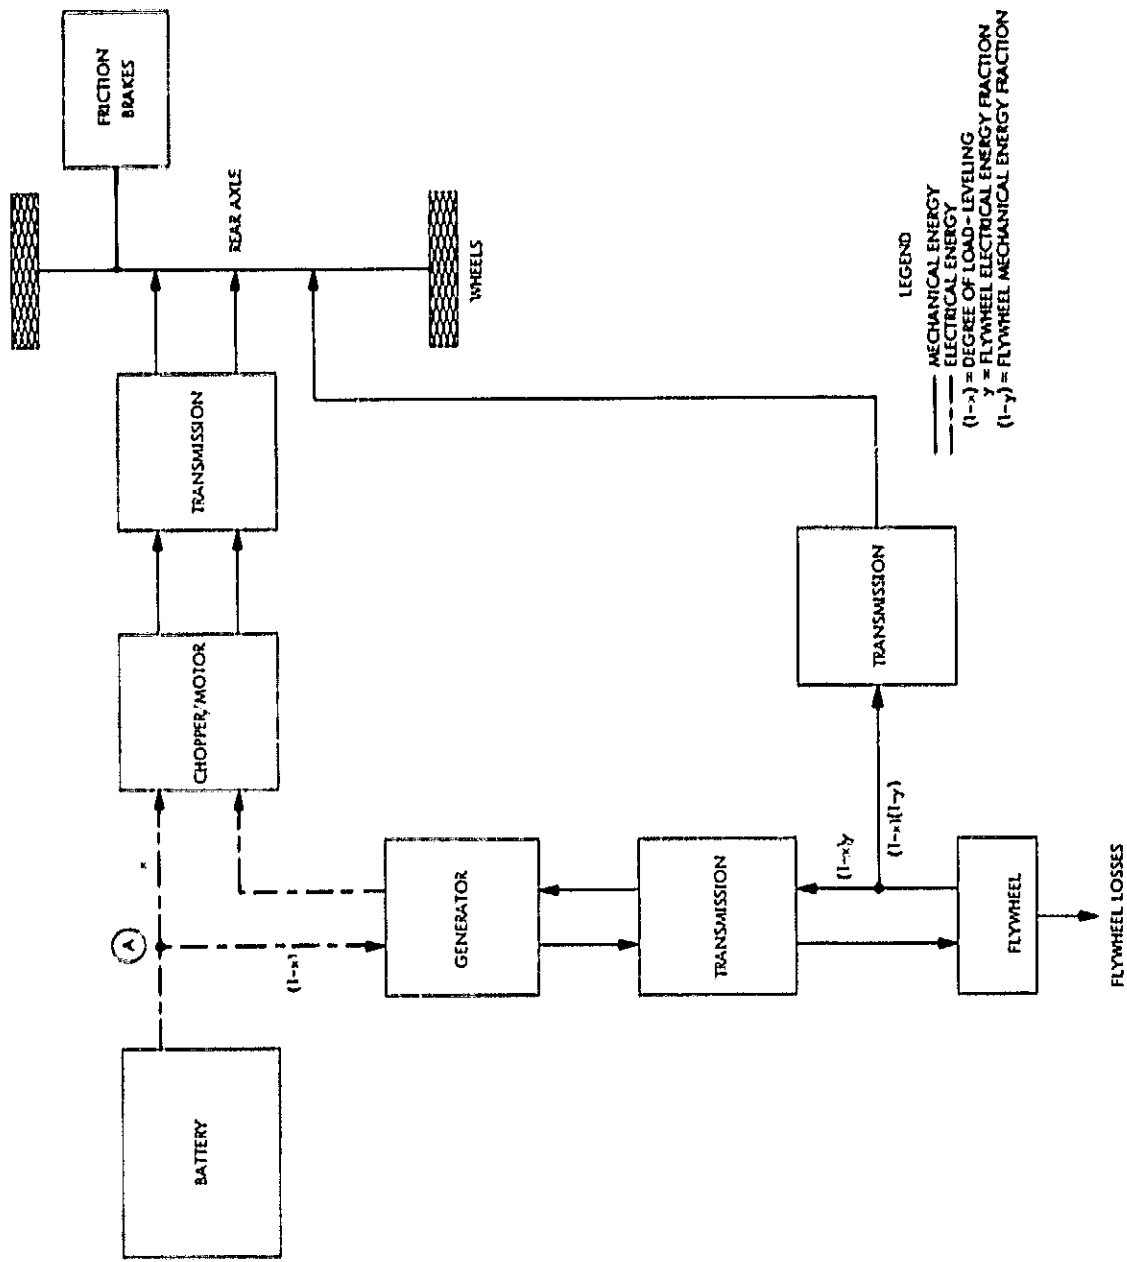 BATTERY
A
x
(1-x)
CHOPPER/MOTOR
TRANSMISSION
REAR AXLE
WHEELS
FRICTION
BRAKES
GENERATOR
TRANSMISSION
(1-x)y
(1-x)(1-y)
FLYWHEEL
FLYWHEEL LOSSES
TRANSMISSION
LEGEND
MECHANICAL ENERGY
ELECTRICAL ENERGY
(1-x) = DEGREE OF LOAD-LEVELING
y = FLYWHEEL ELECTRICAL ENERGY FRACTION
(1-y) = FLYWHEEL MECHANICAL ENERGY FRACTION